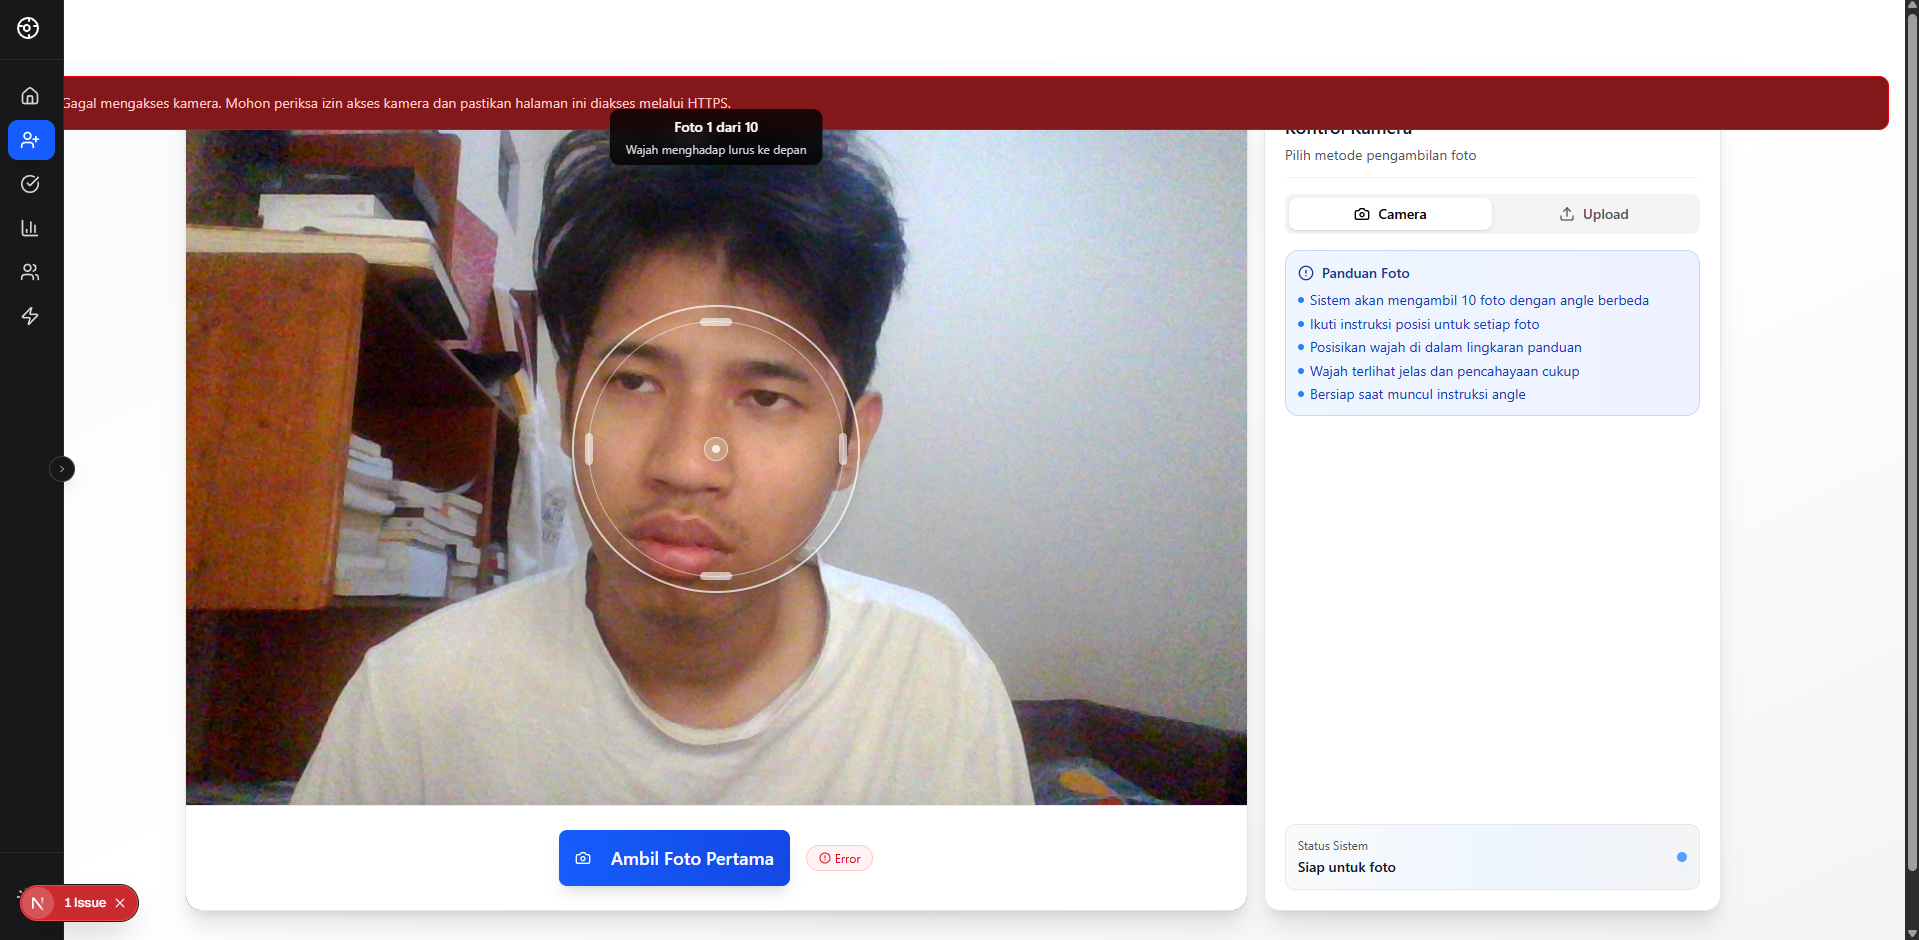 Gagal mengakses kamera. Mohon periksa izin akses kamera dan pastikan halaman ini diakses melalui HTTPS.
Foto 1 dari 10
Wajah menghadap lurus ke depan
Kontrol Kamera
Pilih metode pengambilan foto
Camera
Upload
Panduan Foto
Sistem akan mengambil 10 foto dengan angle berbeda
Ikuti instruksi posisi untuk setiap foto
Posisikan wajah di dalam lingkaran panduan
Wajah terlihat jelas dan pencahayaan cukup
Bersiap saat muncul instruksi angle
Ambil Foto Pertama
Error
Status Sistem
Siap untuk foto
N
1 Issue